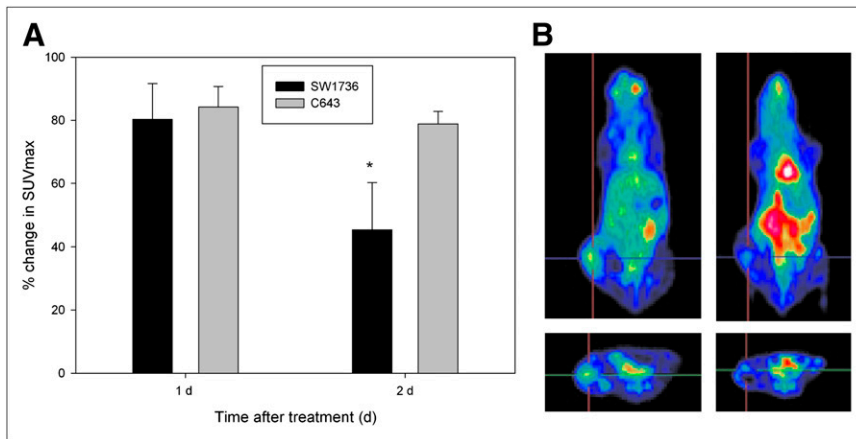 A
B
100
80
60
40
20
0
% change in SUVmax
SW1736
C643
*
1 d
2 d
Time after treatment (d)